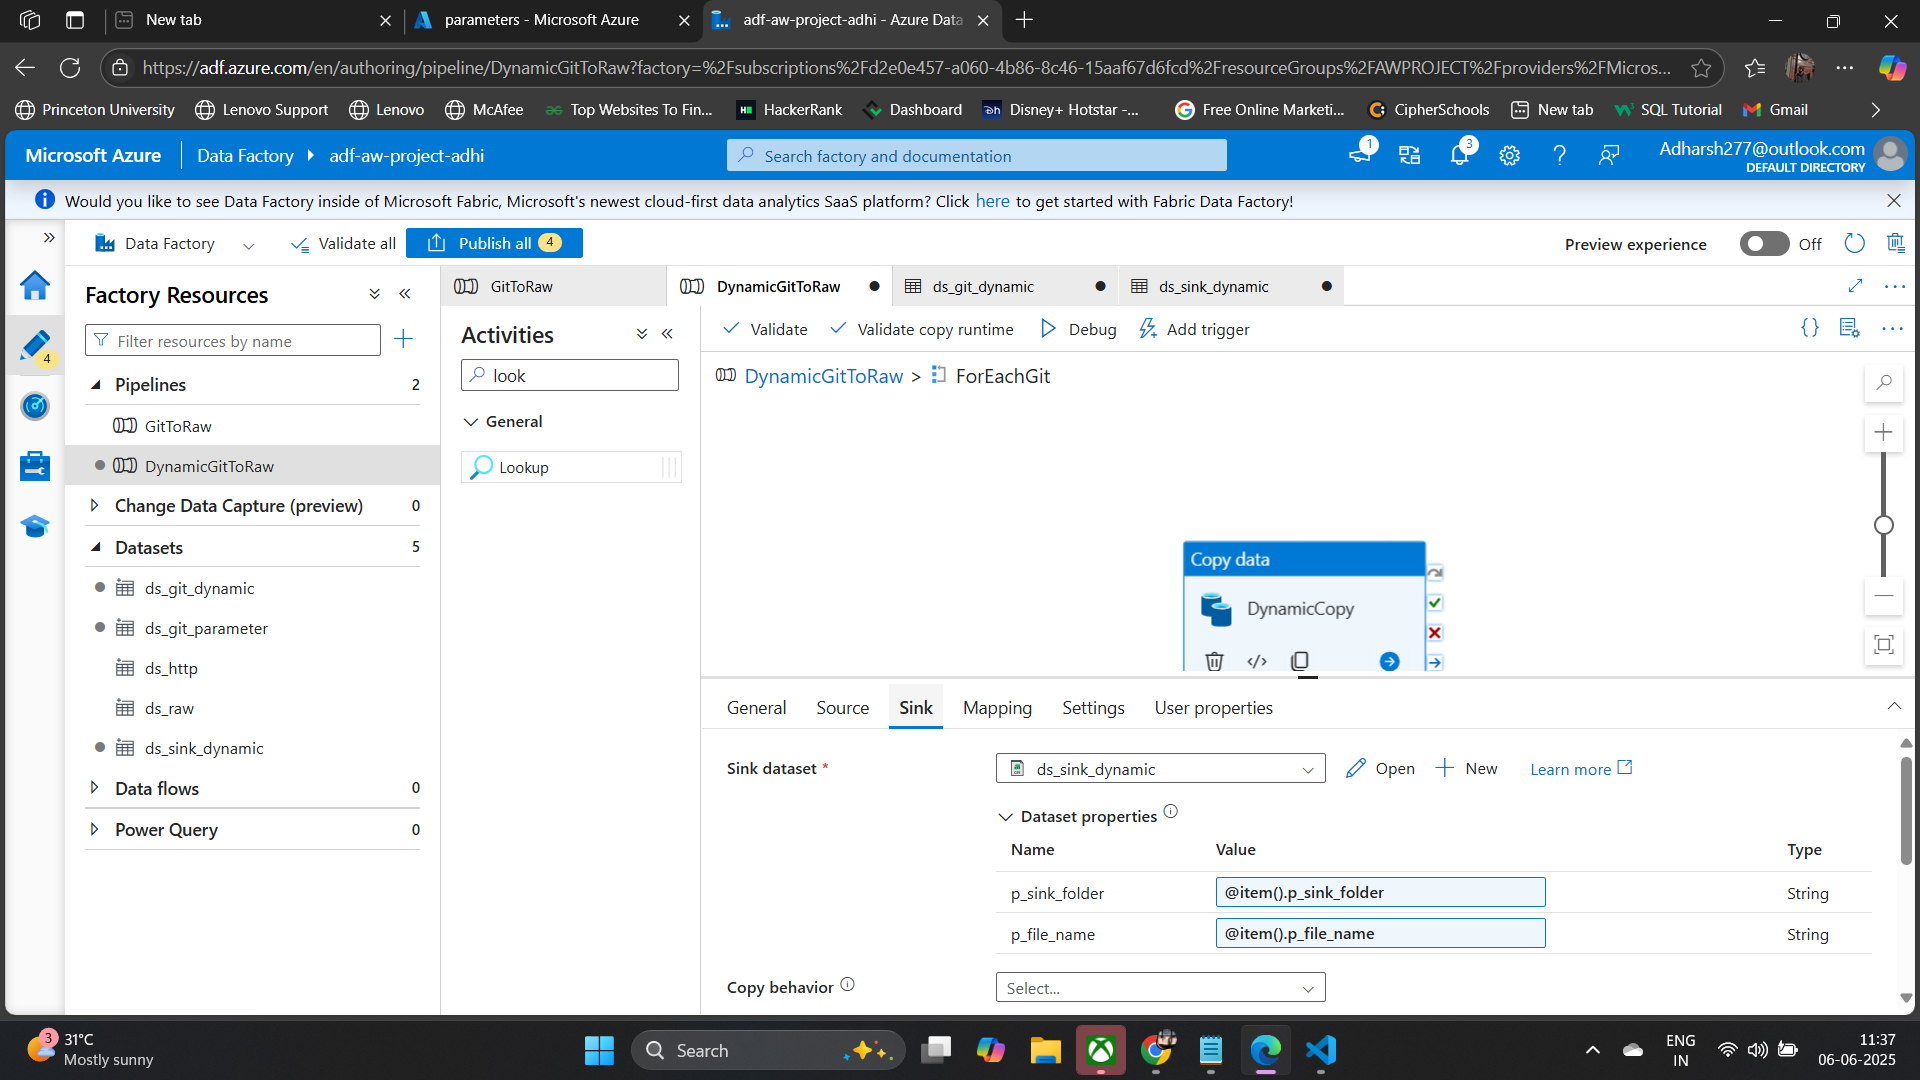 New tab
parameters - Microsoft Azure
adf-aw-project-adhi - Azure Data
https://adf.azure.com/en/authoring/pipeline/DynamicGitToRaw?factory=%2Fsubscriptions%2Fd2e0e457-a060-4b86-8c46-15aaf67d6fcd%2FresourceGroups%2FAWPROJECT%2Fproviders%2FMicros...
Princeton University
Lenovo Support
Lenovo
McAfee
Top Websites To Fin...
HackerRank
Dashboard
Disney+ Hotstar -...
Free Online Marketi...
CipherSchools
New tab
SQL Tutorial
Gmail
Microsoft Azure
Data Factory
adf-aw-project-adhi
Search factory and documentation
1
3
Adharsh277@outlook.com
DEFAULT DIRECTORY
Would you like to see Data Factory inside of Microsoft Fabric, Microsoft's newest cloud-first data analytics SaaS platform? Click here to get started with Fabric Data Factory!
Data Factory
Validate all
Publish all 4
Preview experience
Off
4
Factory Resources
Filter resources by name
Pipelines 2
GitToRaw
DynamicGitToRaw
Change Data Capture (preview) 0
Datasets 5
ds_git_dynamic
ds_git_parameter
ds_http
ds_raw
ds_sink_dynamic
Data flows 0
Power Query 0
GitToRaw
DynamicGitToRaw
ds_git_dynamic
ds_sink_dynamic
Activities
look
General
Lookup
Validate
Validate copy runtime
Debug
Add trigger
DynamicGitToRaw > ForEachGit
Copy data
DynamicCopy
General
Source
Sink
Mapping
Settings
User properties
Sink dataset *
ds_sink_dynamic
Open
New
Learn more
Dataset properties
Name Value Type
p_sink_folder @item().p_sink_folder String
p_file_name @item().p_file_name String
Copy behavior
Select...
3
31°C
Mostly sunny
Search
ENG
IN
11:37
06-06-2025